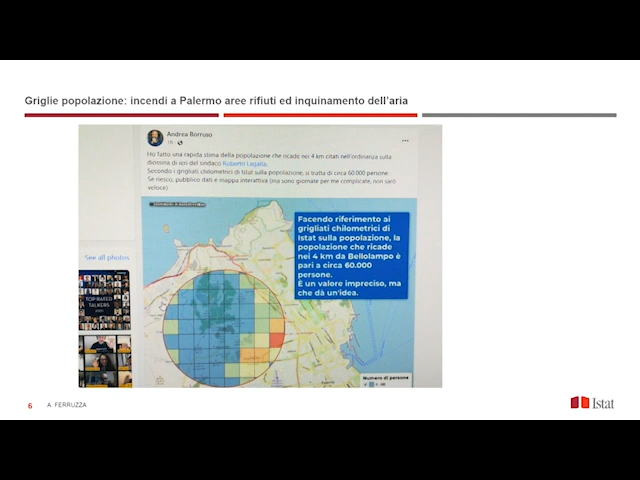 Griglie popolazione: incendi a Palermo aree rifiuti ed inquinamento dell'aria
Andrea Borruso
1h
Ho fatto una rapida stima della popolazione che ricade nei 4 km citati nell'ordinanza sulla
diossina di ieri del sindaco Roberto Lagalla.
Secondo i grigliati chilometrici di Istat sulla popolazione, si tratta di circa 60.000 persone
Se riesco, pubblico dati e mappa interattiva (ma sono giornate per me complicate, non sarò
veloce)
Facendo riferimento ai
grigliati chilometrici di
Istat sulla popolazione, la
popolazione che ricade
nei 4 km da Bellolampo è
pari a circa 60.000
persone.
È un valore impreciso, ma
che dà un'idea.
See all photos
TOP RATED
TALKERS
Numero di persone
6
A. FERRUZZA
Istat